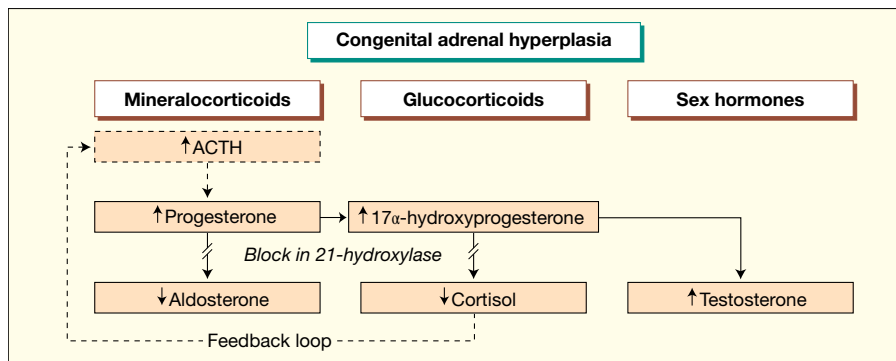 Congenital adrenal hyperplasia
Mineralocorticoids
Glucocorticoids
Sex hormones
↑ACTH
↑Progesterone
↑17α-hydroxyprogesterone
Block in 21-hydroxylase
↓Aldosterone
↓Cortisol
↑Testosterone
Feedback loop